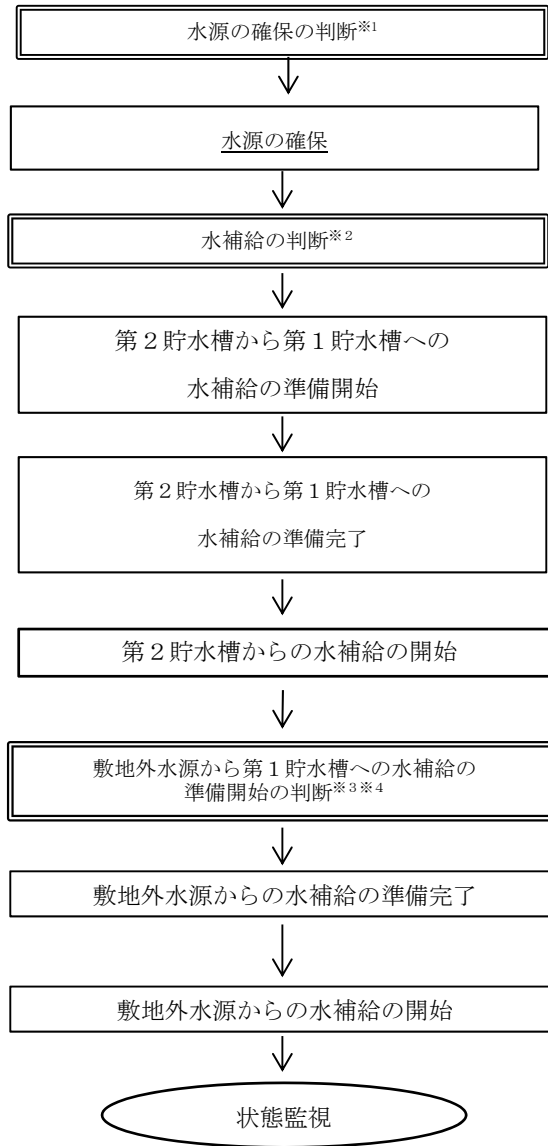 水源の確保の判断※1
水源の確保
水補給の判断※2
第2貯水槽から第1貯水槽への
水補給の準備開始
第2貯水槽から第1貯水槽への
水補給の準備完了
第2貯水槽からの水補給の開始
敷地外水源から第1貯水槽への水補給の
準備開始の判断※3※4
敷地外水源からの水補給の準備完了
敷地外水源からの水補給の開始
状態監視